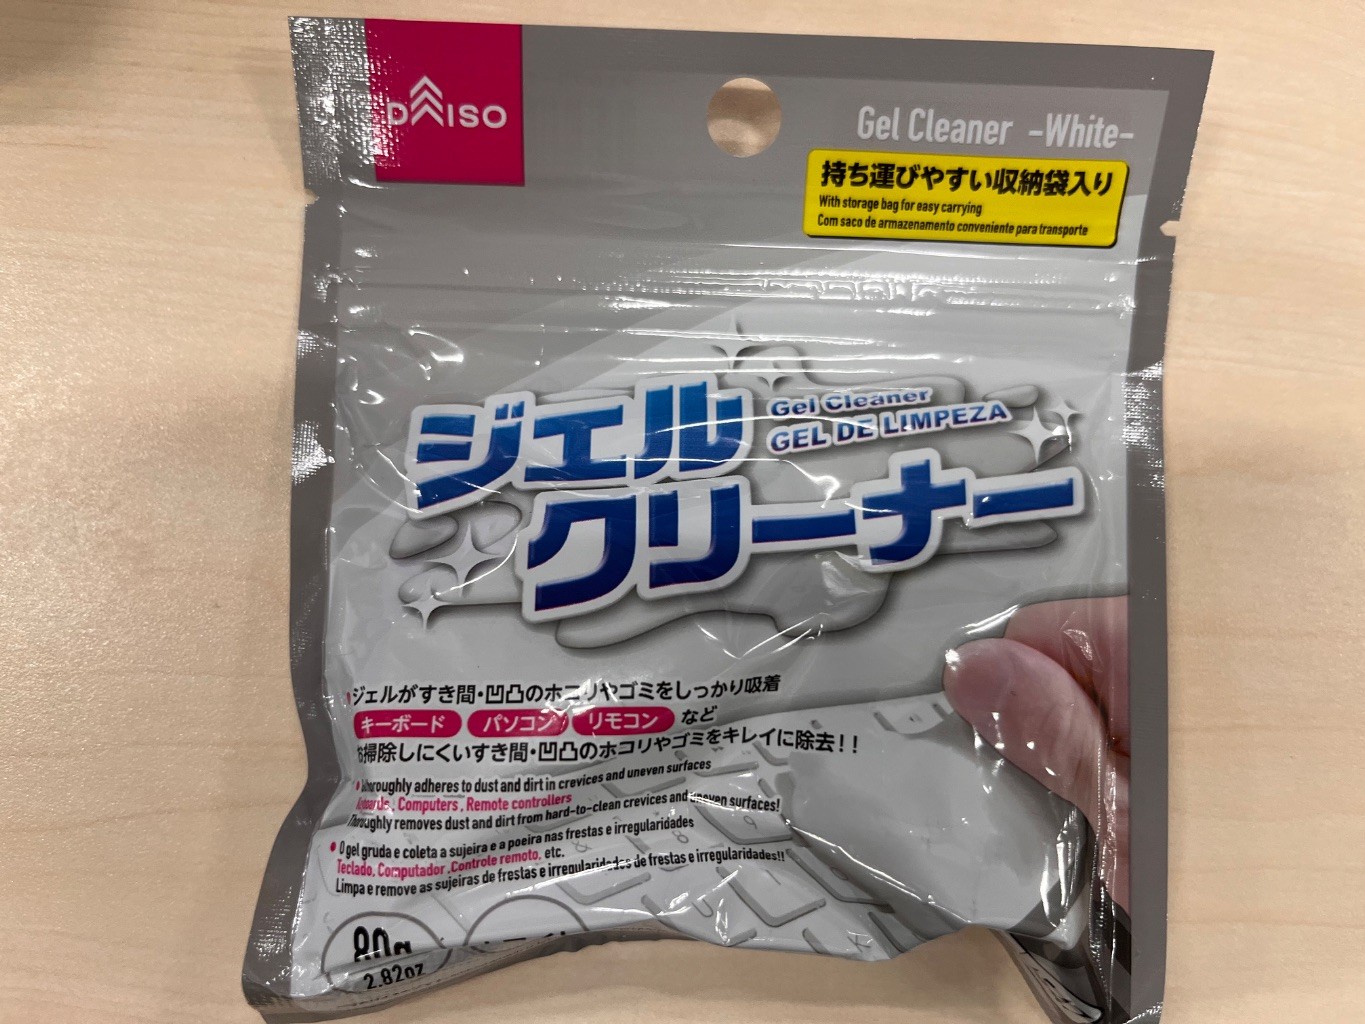 DAISO
Gel Cleaner -White-
持ち運びやすい収納袋入り
With storage bag for easy carrying
Com saco de armazenamento conveniente para transporte
ジェル
Gel Cleaner
GEL DE LIMPEZA
クリーナー
•ジェルがすき間・凹凸のホコリやゴミをしっかり吸着
キーボード パソコン リモコン など
お掃除しにくいすき間・凹凸のホコリやゴミをキレイに除去!!
•Thoroughly adheres to dust and dirt in crevices and uneven surfaces
Computers, Remote controllers
Thoroughly removes dust and dirt from hard-to-clean crevices and uneven surfaces!
•O gel gruda e coleta a sujeira e a poeira nas frestas e irregularidades
Teclado, Computador, Controle remoto, etc.
Limpa e remove as sujeiras de frestas e irregularidades de frestas e irregularidades!!
80g
2.82oz